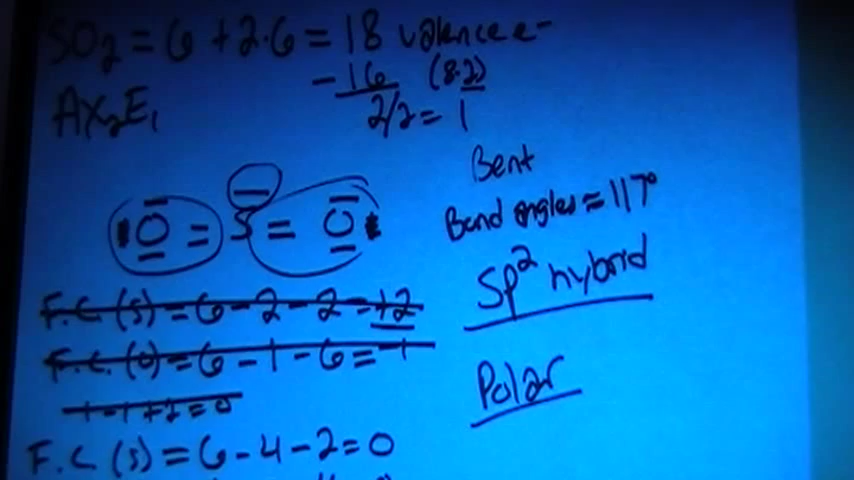 SO₂ = 6 + 2·6 = 18 valence e-
- 16 (8·2)
AX₂E₁
2/2 = 1
Bent
O = S = O
Bond angles ≈ 117°
Sp² hybrid
F.C. (S) = 6 - 2 - 2 = +2
F.C. (O) = 6 - 1 - 6 = -1
-1 -1 +2 = 0
Polar
F.C. (S) = 6 - 4 - 2 = 0